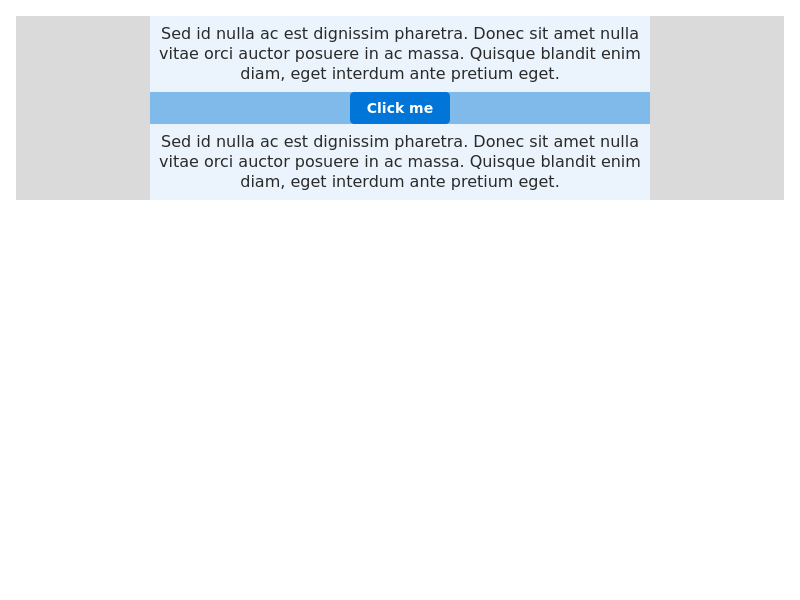 Sed id nulla ac est dignissim pharetra. Donec sit amet nulla
vitae orci auctor posuere in ac massa. Quisque blandit enim
diam, eget interdum ante pretium eget.
Click me
Sed id nulla ac est dignissim pharetra. Donec sit amet nulla
vitae orci auctor posuere in ac massa. Quisque blandit enim
diam, eget interdum ante pretium eget.